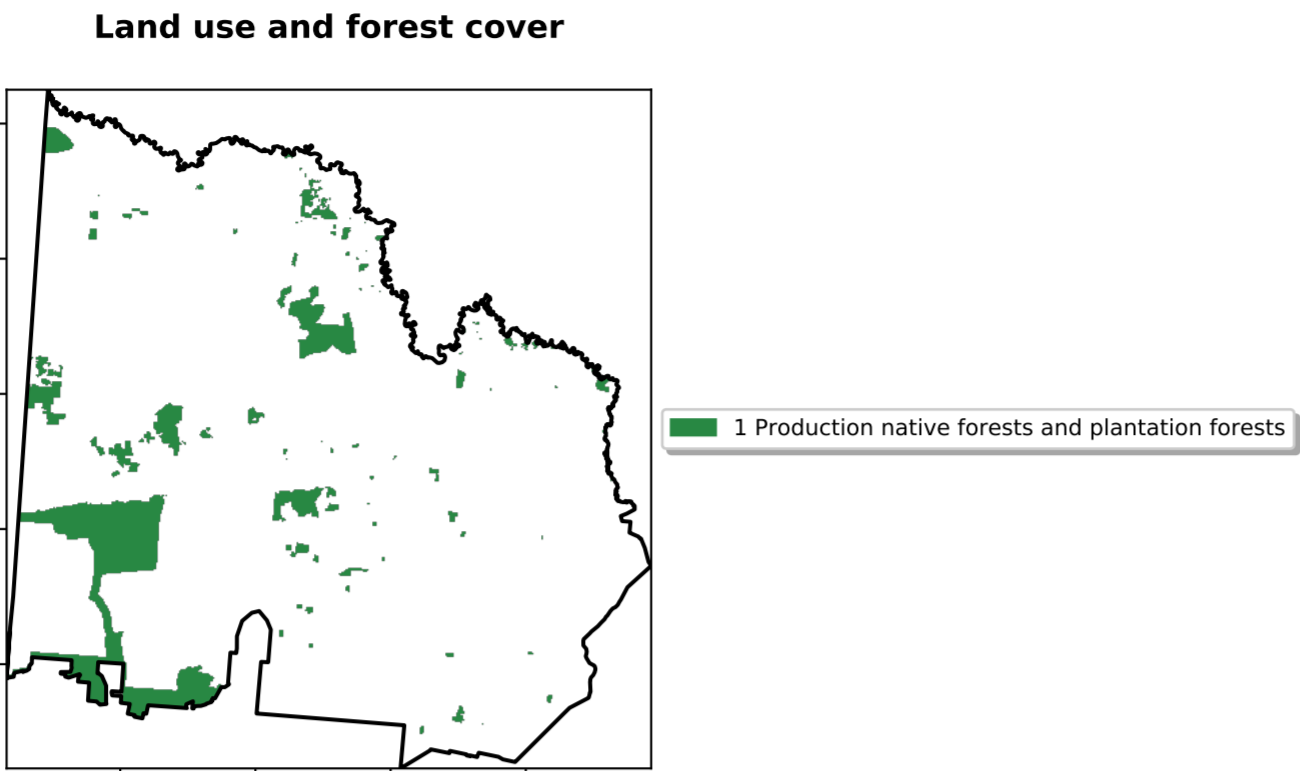 Land use and forest cover
1 Production native forests and plantation forests